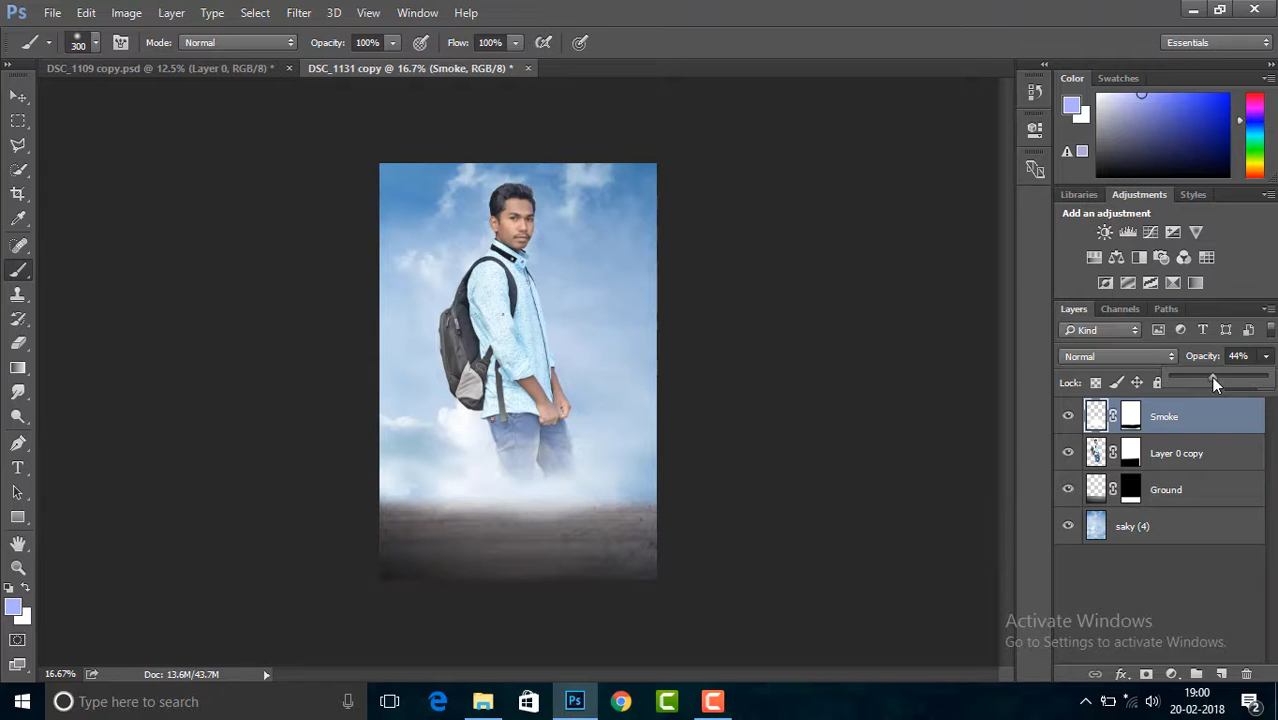 Ps File Edit Image Layer Type Select Filter 3D View Window Help
300 Mode: Normal Opacity: 100% Flow: 100% Essentials
DSC_1109 copy.psd @ 12.5% (Layer 0, RGB/8) * × DSC_1131 copy @ 16.7% (Smoke, RGB/8) * ×
Color Swatches
Libraries Adjustments Styles
Add an adjustment
Layers Channels Paths
Kind
Normal Opacity: 44%
Lock:
Smoke
Layer 0 copy
Ground
saky (4)
Activate Windows
Go to Settings to activate Windows.
16.67% Doc: 13.6M/43.7M
Type here to search
19:00
20-02-2018
2